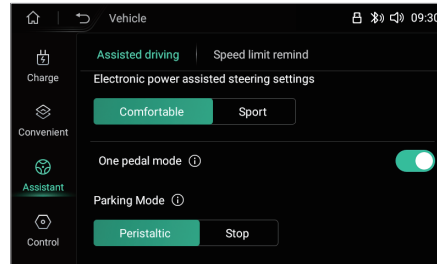 Vehicle
09:30
Assisted driving
Speed limit remind
Charge
Electronic power assisted steering settings
Comfortable
Sport
Convenient
One pedal mode
Assistant
Parking Mode
Peristaltic
Stop
Control